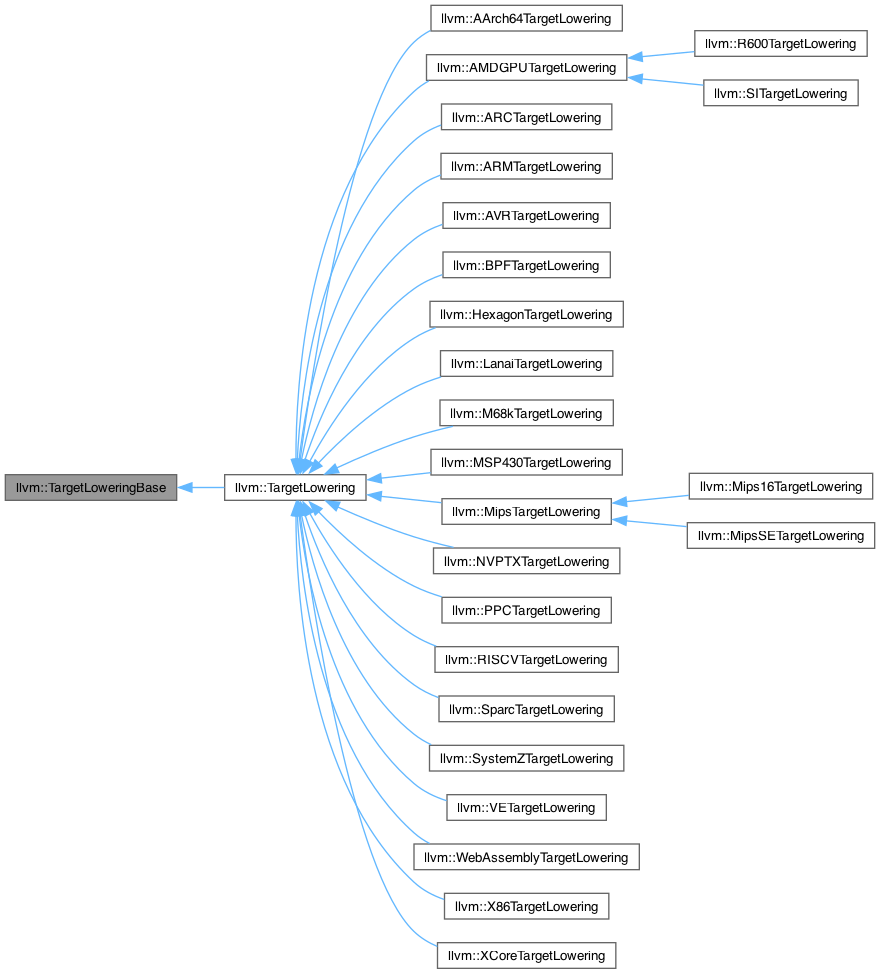 llvm::AArch64TargetLowering
llvm::R600TargetLowering
llvm::AMDGPUTargetLowering
llvm::SITargetLowering
llvm::ARCTargetLowering
llvm::ARMTargetLowering
llvm::AVRTargetLowering
llvm::BPFTargetLowering
llvm::HexagonTargetLowering
llvm::LanaiTargetLowering
llvm::M68kTargetLowering
llvm::MSP430TargetLowering
llvm::TargetLoweringBase
llvm::TargetLowering
llvm::Mips16TargetLowering
llvm::MipsTargetLowering
llvm::MipsSETargetLowering
llvm::NVPTXTargetLowering
llvm::PPCTargetLowering
llvm::RISCVTargetLowering
llvm::SparcTargetLowering
llvm::SystemZTargetLowering
llvm::VETargetLowering
llvm::WebAssemblyTargetLowering
llvm::X86TargetLowering
llvm::XCoreTargetLowering